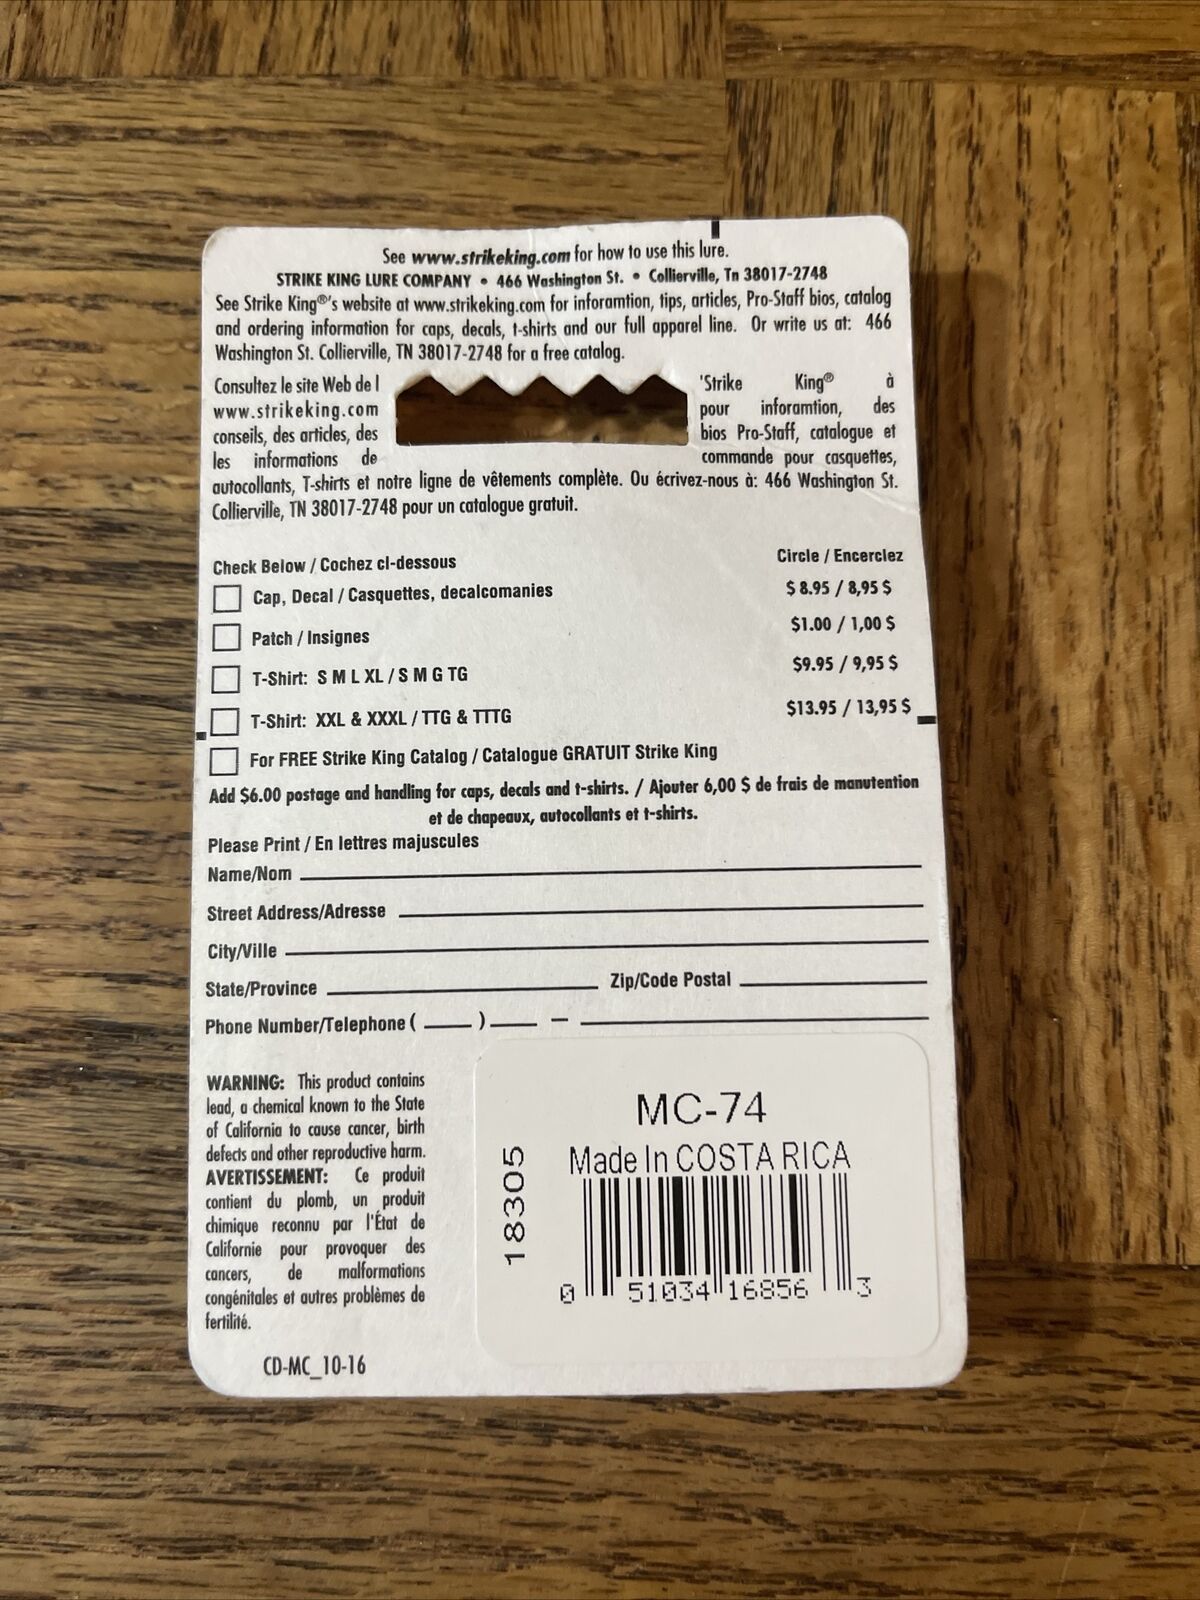 See www.strikeking.com for how to use this lure.
STRIKE KING LURE COMPANY • 466 Washington St. • Collierville, Tn 38017-2748
See Strike King®'s website at www.strikeking.com for inforamtion, tips, articles, Pro-Staff bios, catalog
and ordering information for caps, decals, t-shirts and our full apparel line. Or write us at: 466
Washington St. Collierville, TN 38017-2748 for a free catalog.
Consultez le site Web de l 'Strike King® à
www.strikeking.com pour inforamtion, des
conseils, des articles, des bios Pro-Staff, catalogue et
les informations de commande pour casquettes,
autocollants, T-shirts et notre ligne de vêtements complète. Ou écrivez-nous à: 466 Washington St.
Collierville, TN 38017-2748 pour un catalogue gratuit.
Check Below / Cochez cl-dessous Circle / Encerclez
Cap, Decal / Casquettes, decalcomanies $ 8.95 / 8,95 $
Patch / Insignes $1.00 / 1,00 $
T-Shirt: S M L XL / S M G TG $9.95 / 9,95 $
T-Shirt: XXL & XXXL / TTG & TTTG $13.95 / 13,95 $
For FREE Strike King Catalog / Catalogue GRATUIT Strike King
Add $6.00 postage and handling for caps, decals and t-shirts. / Ajouter 6,00 $ de frais de manutention
et de chapeaux, autocollants et t-shirts.
Please Print / En lettres majuscules
Name/Nom
Street Address/Adresse
City/Ville
State/Province Zip/Code Postal
Phone Number/Telephone ( ) –
WARNING: This product contains
lead, a chemical known to the State
of California to cause cancer, birth
defects and other reproductive harm.
AVERTISSEMENT: Ce produit
contient du plomb, un produit
chimique reconnu par l'État de
Californie pour provoquer des
cancers, de malformations
congénitales et autres problèmes de
fertilité.
CD-MC_10-16
MC-74
Made In COSTA RICA
18305
0 51034 16856 3